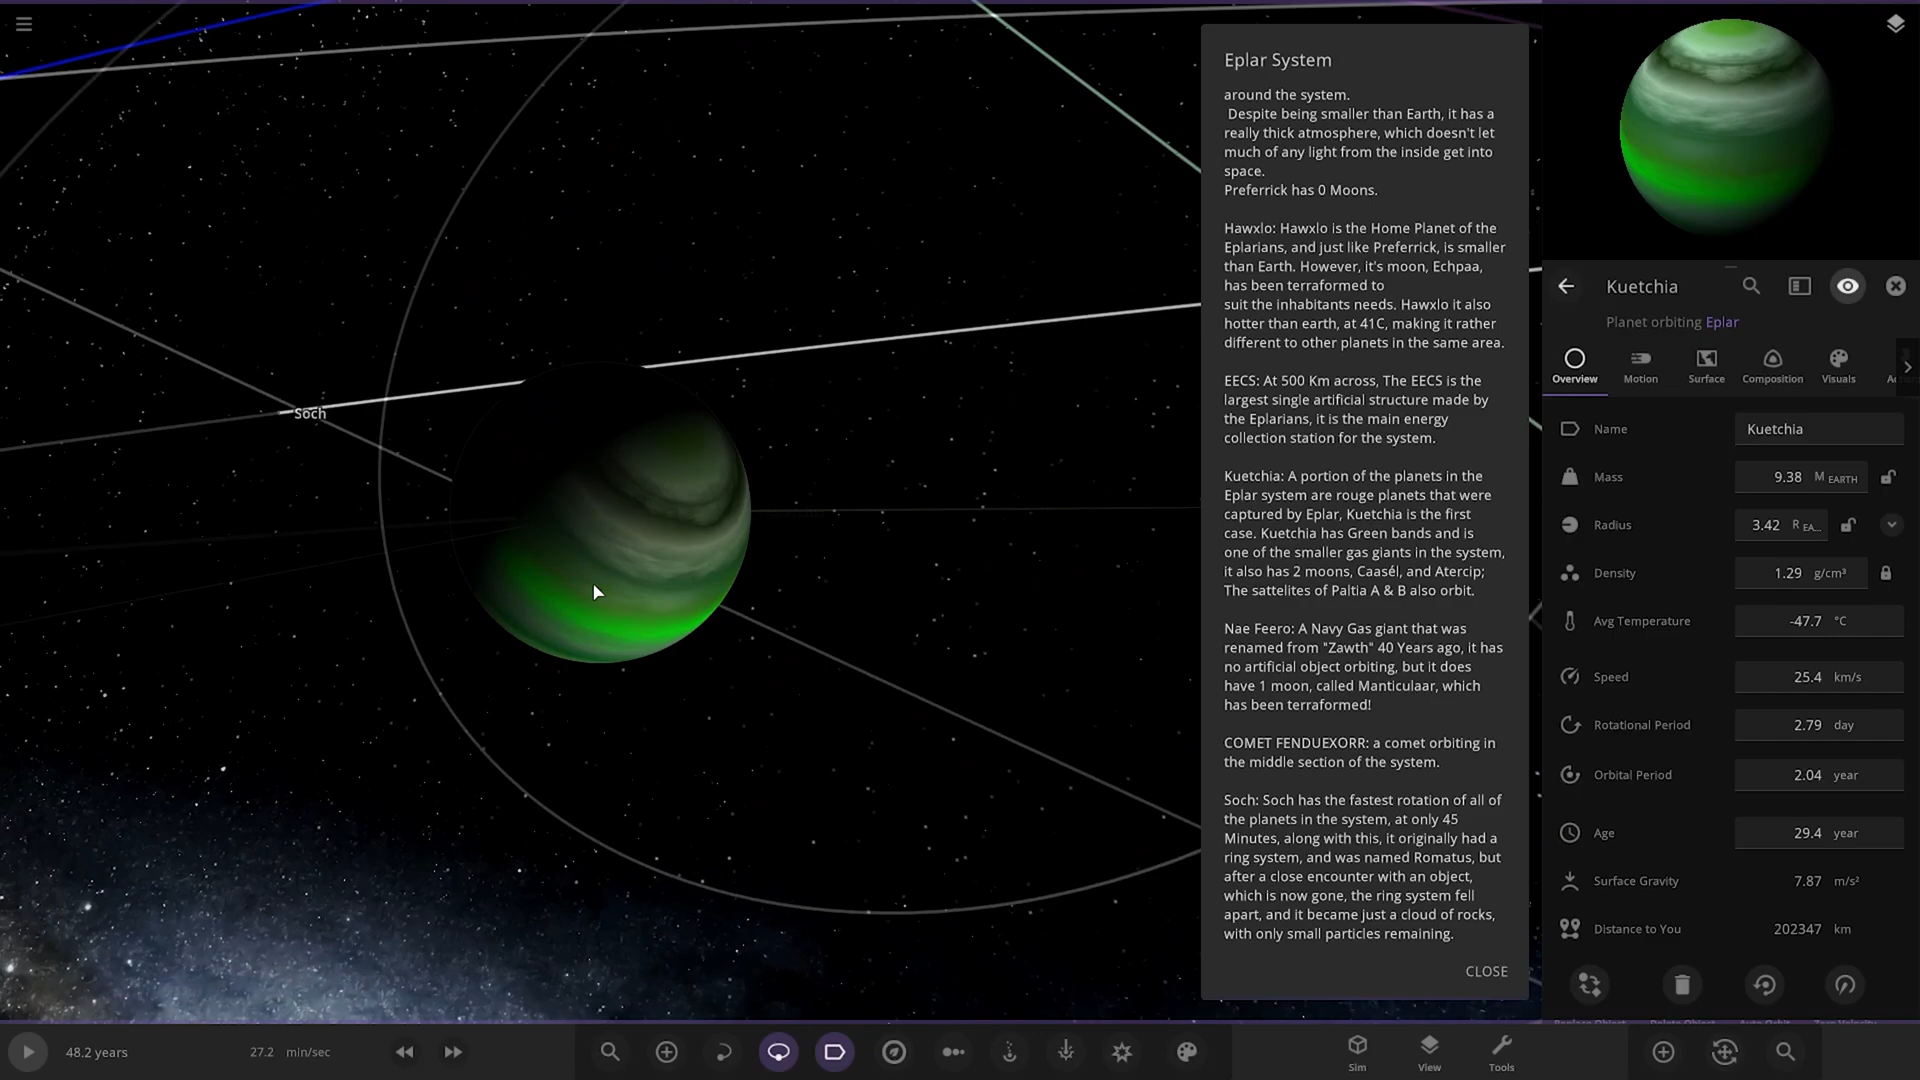 Eplar System
around the system.
Despite being smaller than Earth, it has a
really thick atmosphere, which doesn't let
much of any light from the inside get into
space.
Preferrick has 0 Moons.
Hawxlo: Hawxlo is the Home Planet of the
Eplarians, and just like Preferrick, is smaller
than Earth. However, it's moon, Echpaa,
has been terraformed to
suit the inhabitants needs. Hawxlo it also
hotter than earth, at 41C, making it rather
different to other planets in the same area.
EECS: At 500 Km across, The EECS is the
largest single artificial structure made by
the Eplarians, it is the main energy
collection station for the system.
Kuetchia: A portion of the planets in the
Eplar system are rouge planets that were
captured by Eplar, Kuetchia is the first
case. Kuetchia has Green bands and is
one of the smaller gas giants in the system,
it also has 2 moons, Caasél, and Atercip;
The sattelites of Paltia A & B also orbit.
Nae Feero: A Navy Gas giant that was
renamed from "Zawth" 40 Years ago, it has
no artificial object orbiting, but it does
have 1 moon, called Manticulaar, which
has been terraformed!
COMET FENDUEXORR: a comet orbiting in
the middle section of the system.
Soch: Soch has the fastest rotation of all of
the planets in the system, at only 45
Minutes, along with this, it originally had a
ring system, and was named Romatus, but
after a close encounter with an object,
which is now gone, the ring system fell
apart, and it became just a cloud of rocks,
with only small particles remaining.
CLOSE
Soch
Kuetchia
Planet orbiting Eplar
Overview Motion Surface Composition Visuals
Name Kuetchia
Mass 9.38 M EARTH
Radius 3.42 R EA...
Density 1.29 g/cm³
Avg Temperature -47.7 °C
Speed 25.4 km/s
Rotational Period 2.79 day
Orbital Period 2.04 year
Age 29.4 year
Surface Gravity 7.87 m/s²
Distance to You 202347 km
48.2 years 27.2 min/sec
Sim View Tools